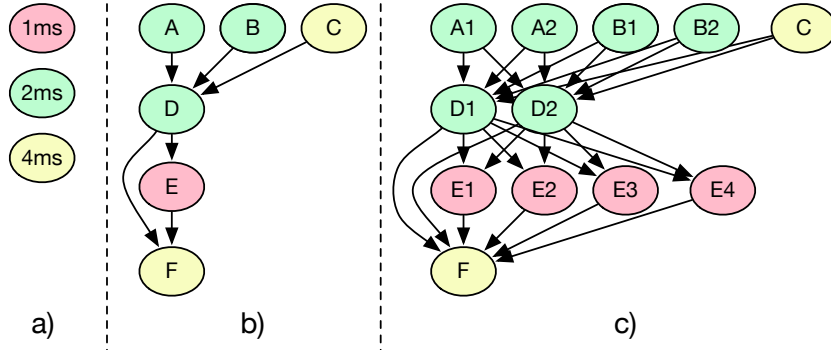 1ms
2ms
4ms
a)
A B C
D
E
F
b)
A1 A2 B1 B2 C
D1 D2
E1 E2 E3 E4
F
c)